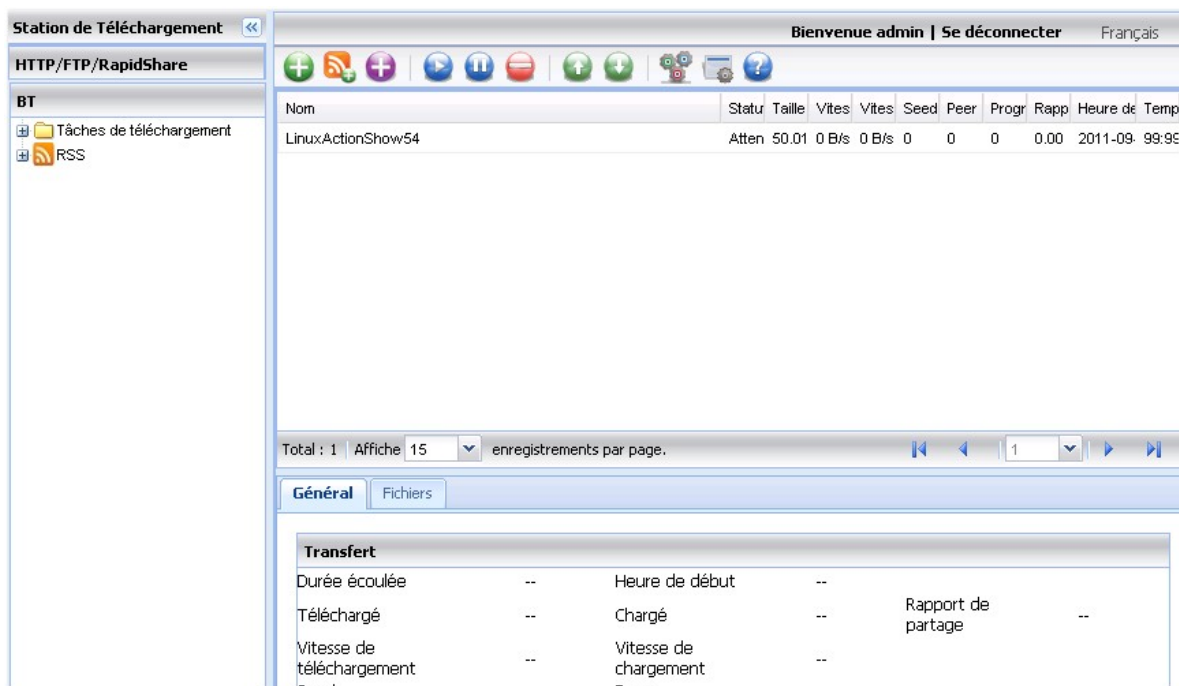 Station de Téléchargement
Bienvenue admin | Se déconnecter Français
HTTP/FTP/RapidShare
BT
Tâches de téléchargement
RSS
Nom Statu Taille Vites Vites Seed Peer Progr Rapp Heure de Temp
LinuxActionShow54 Atten 50.01 0 B/s 0 B/s 0 0 0 0.00 2011-09- 99:99
Total : 1 Affiche 15 enregistrements par page. 1
Général Fichiers
Transfert
Durée écoulée -- Heure de début --
Téléchargé -- Chargé -- Rapport de partage --
Vitesse de téléchargement -- Vitesse de chargement --